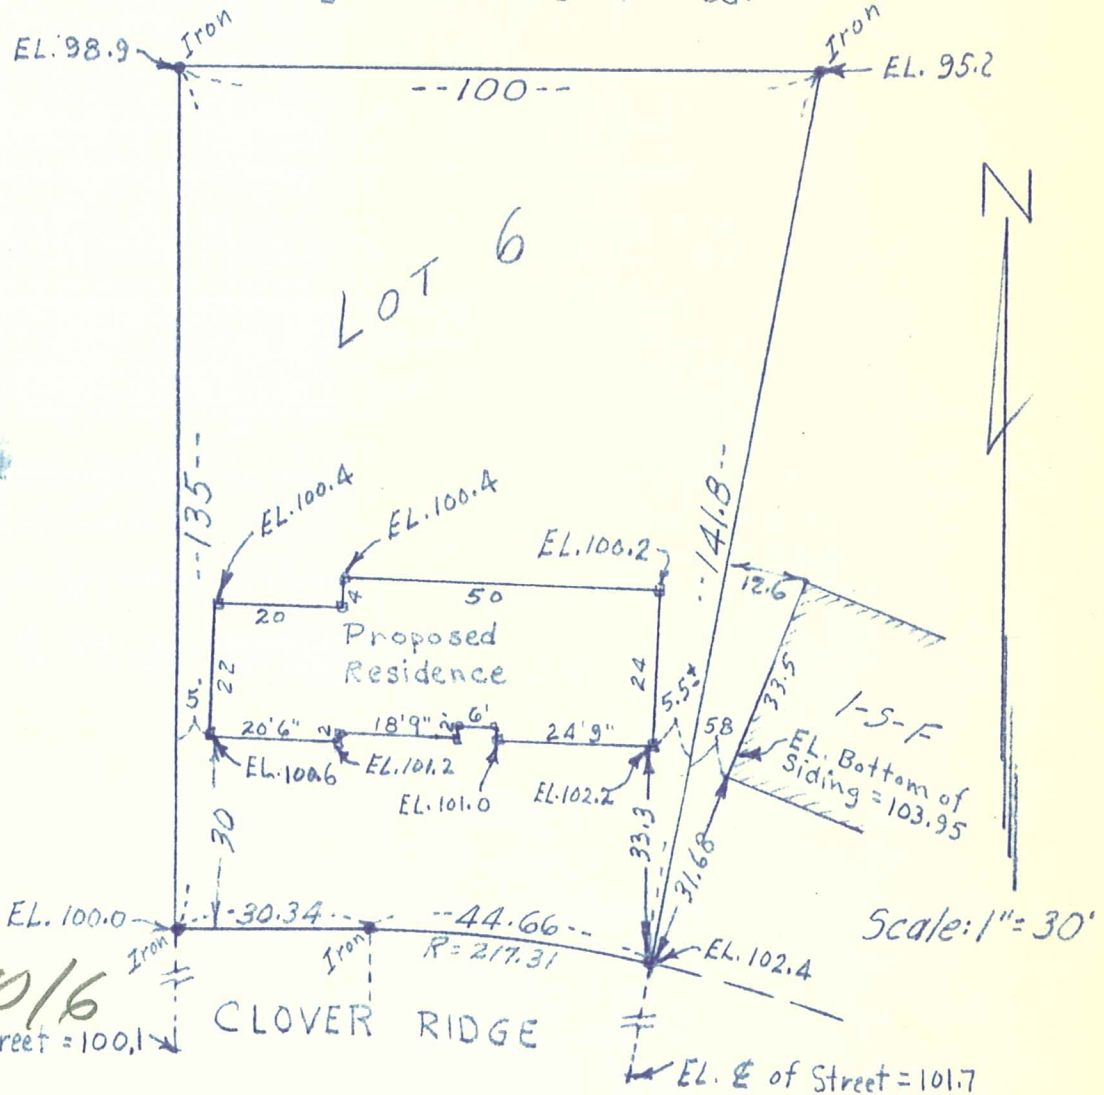 Iron
Iron
EL. 98.9
EL. 95.2
--100--
N
LOT 6
--135--
--141.8--
EL.100.4
EL.100.4
EL.100.2
12.6
20
4
50
Proposed
Residence
22
24
33.5
5.
5.5±
58
1-S-F
20'6"
2
18'9"
2
6'
24'9"
EL. Bottom of
Siding = 103.95
EL.100.6
EL.101.2
EL.101.0
EL.102.2
30
33.3
31.68
EL. 100.0
--30.34--
--44.66--
R=217.31
Scale: 1"= 30'
Iron
Iron
EL. 102.4
CLOVER RIDGE
= 100.1
EL. ₵ of Street = 101.7